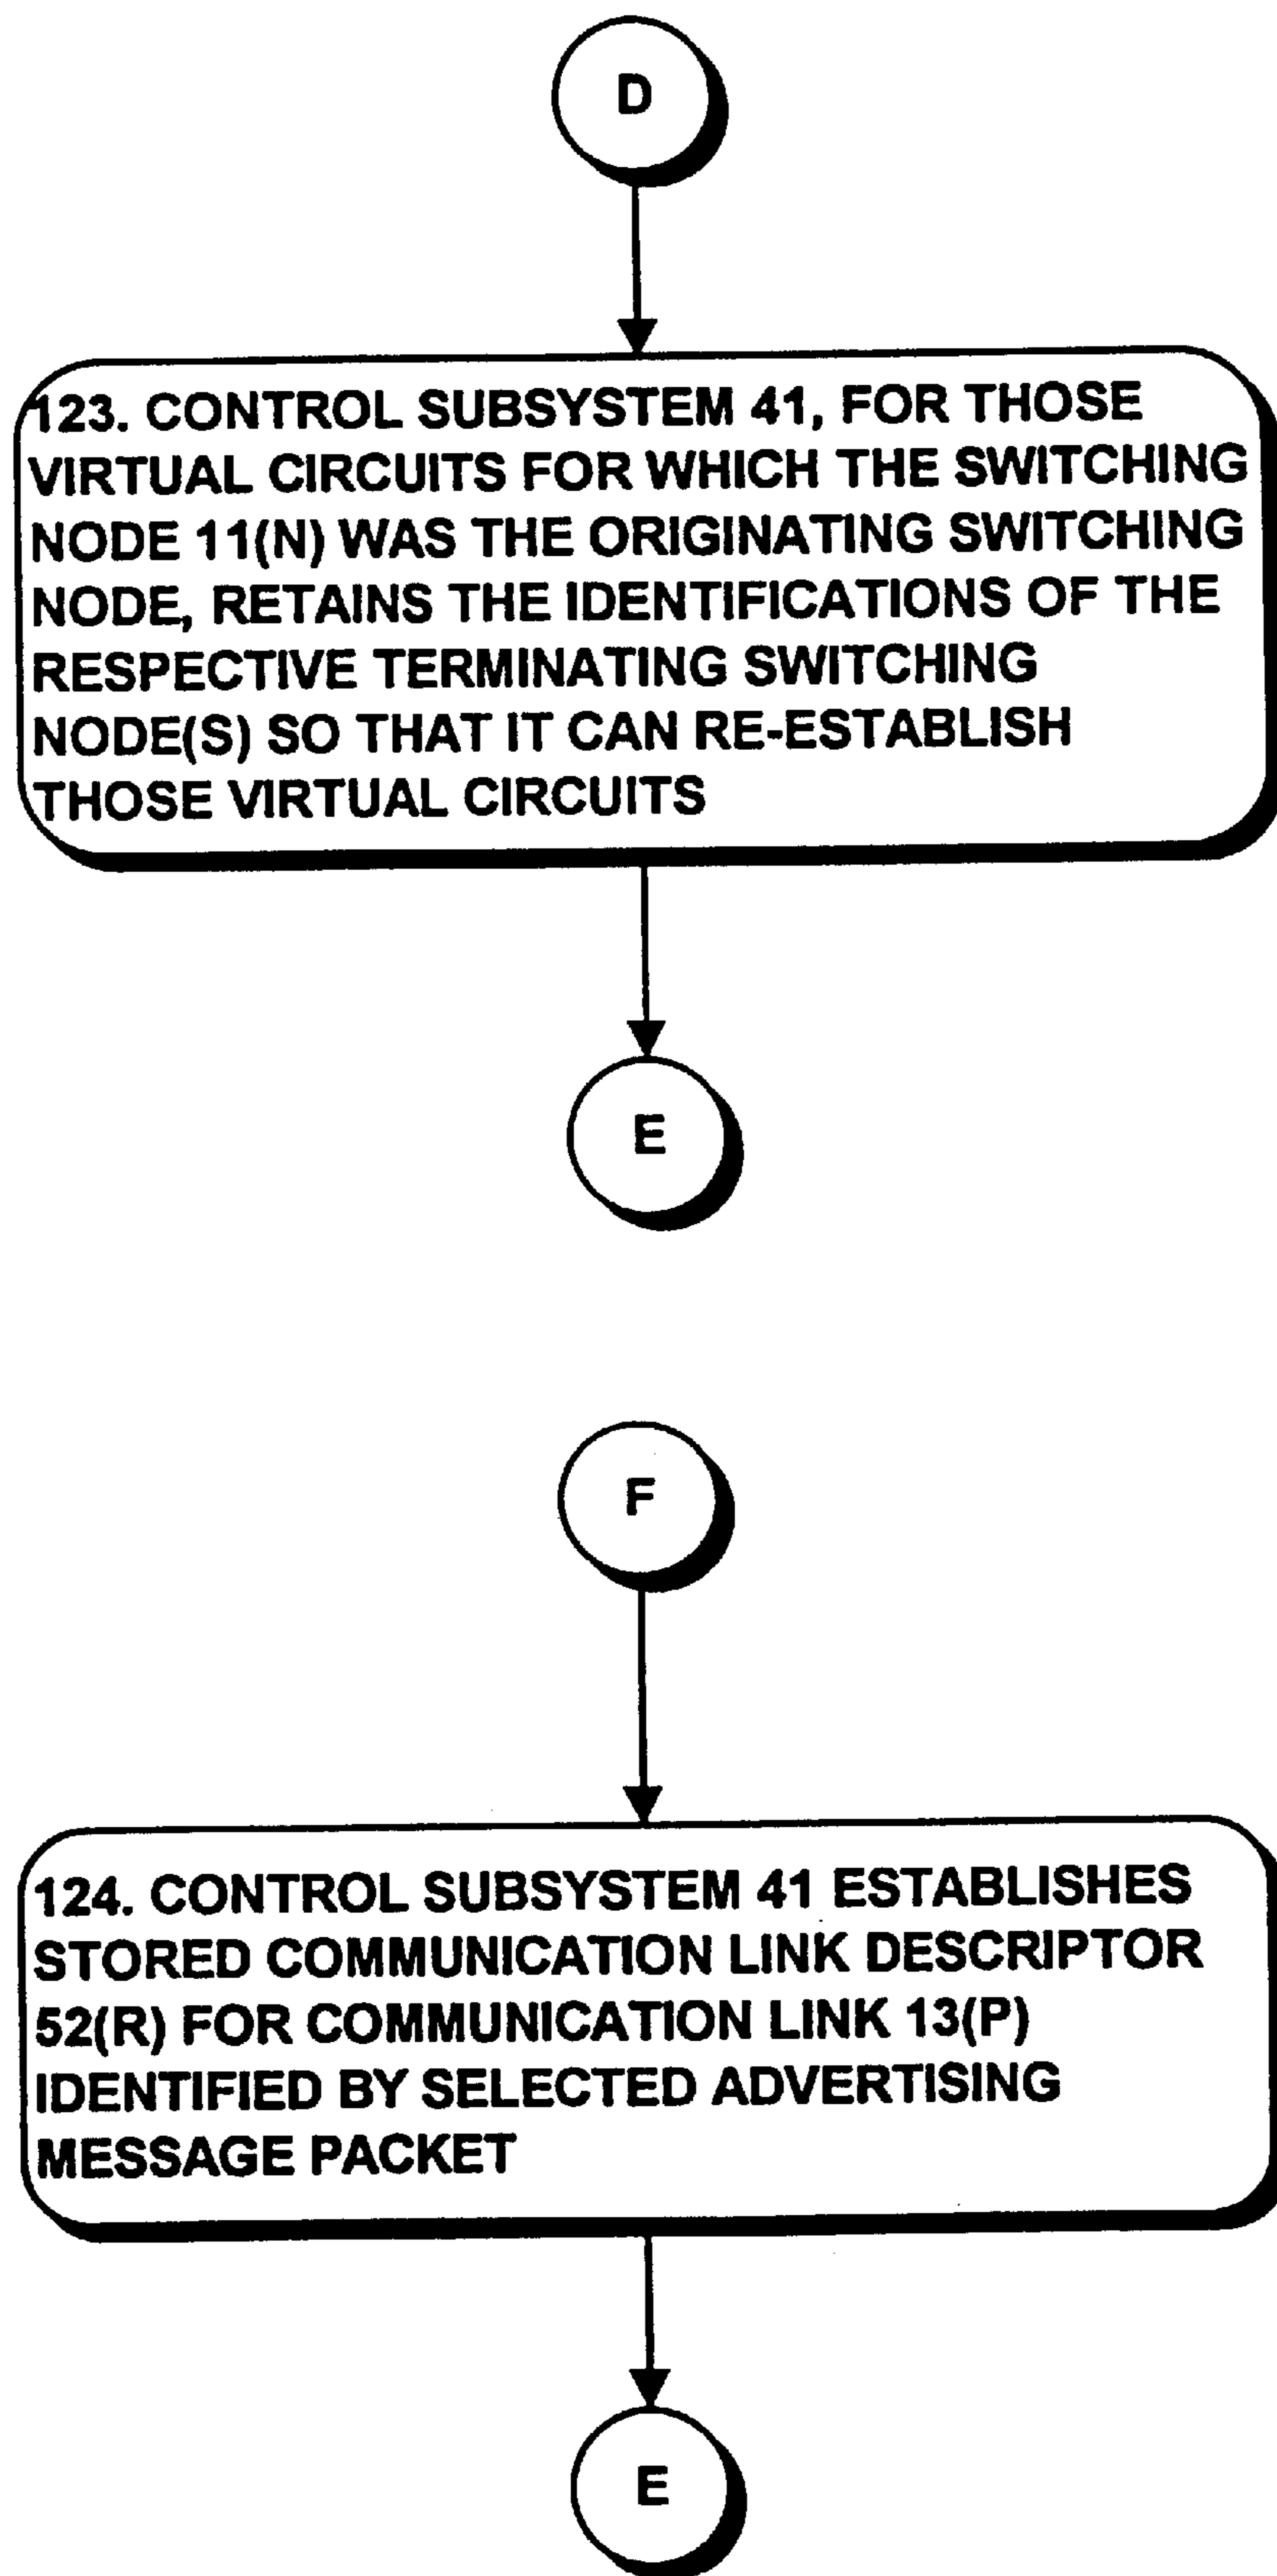 D
123. CONTROL SUBSYSTEM 41, FOR THOSE
VIRTUAL CIRCUITS FOR WHICH THE SWITCHING
NODE 11(N) WAS THE ORIGINATING SWITCHING
NODE, RETAINS THE IDENTIFICATIONS OF THE
RESPECTIVE TERMINATING SWITCHING
NODE(S) SO THAT IT CAN RE-ESTABLISH
THOSE VIRTUAL CIRCUITS
E
F
124. CONTROL SUBSYSTEM 41 ESTABLISHES
STORED COMMUNICATION LINK DESCRIPTOR
52(R) FOR COMMUNICATION LINK 13(P)
IDENTIFIED BY SELECTED ADVERTISING
MESSAGE PACKET
E